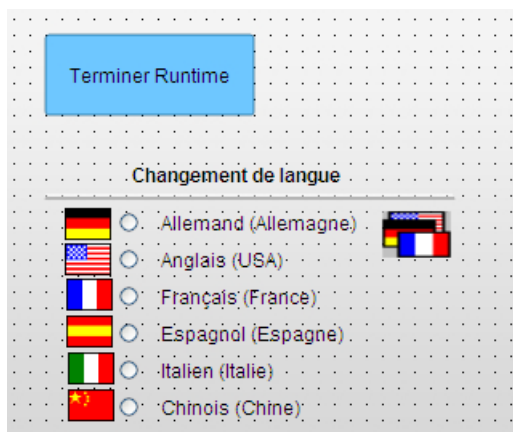 Terminer Runtime
Changement de langue
Allemand (Allemagne)
Anglais (USA)
Français (France)
Espagnol (Espagne)
Italien (Italie)
Chinois (Chine)